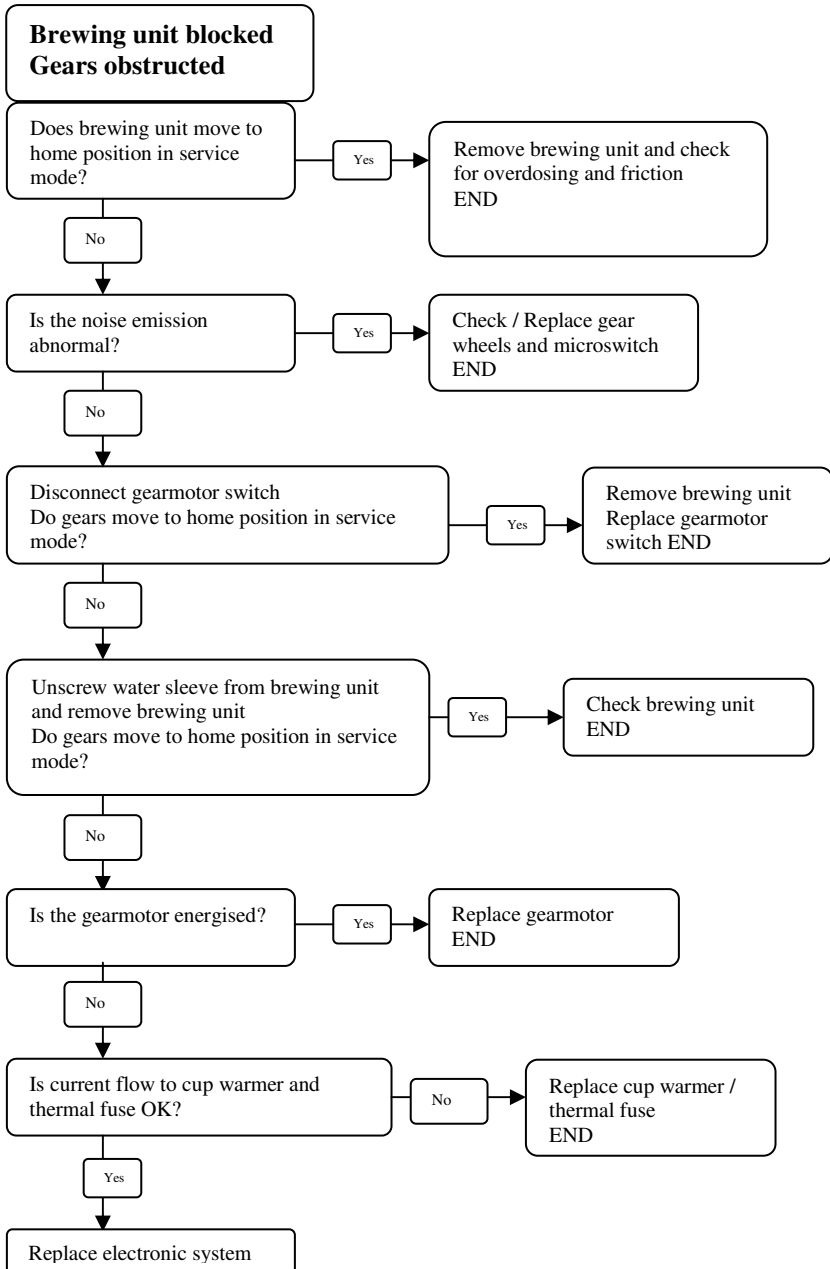 Brewing unit blocked
Gears obstructed
Does brewing unit move to
home position in service
mode?
Yes
Remove brewing unit and check
for overdosing and friction
END
No
Is the noise emission
abnormal?
Yes
Check / Replace gear
wheels and microswitch
END
No
Disconnect gearmotor switch
Do gears move to home position in service
mode?
Yes
Remove brewing unit
Replace gearmotor
switch END
No
Unscrew water sleeve from brewing unit
and remove brewing unit
Do gears move to home position in service
mode?
Yes
Check brewing unit
END
No
Is the gearmotor energised?
Yes
Replace gearmotor
END
No
Is current flow to cup warmer and
thermal fuse OK?
No
Replace cup warmer /
thermal fuse
END
Yes
Replace electronic system